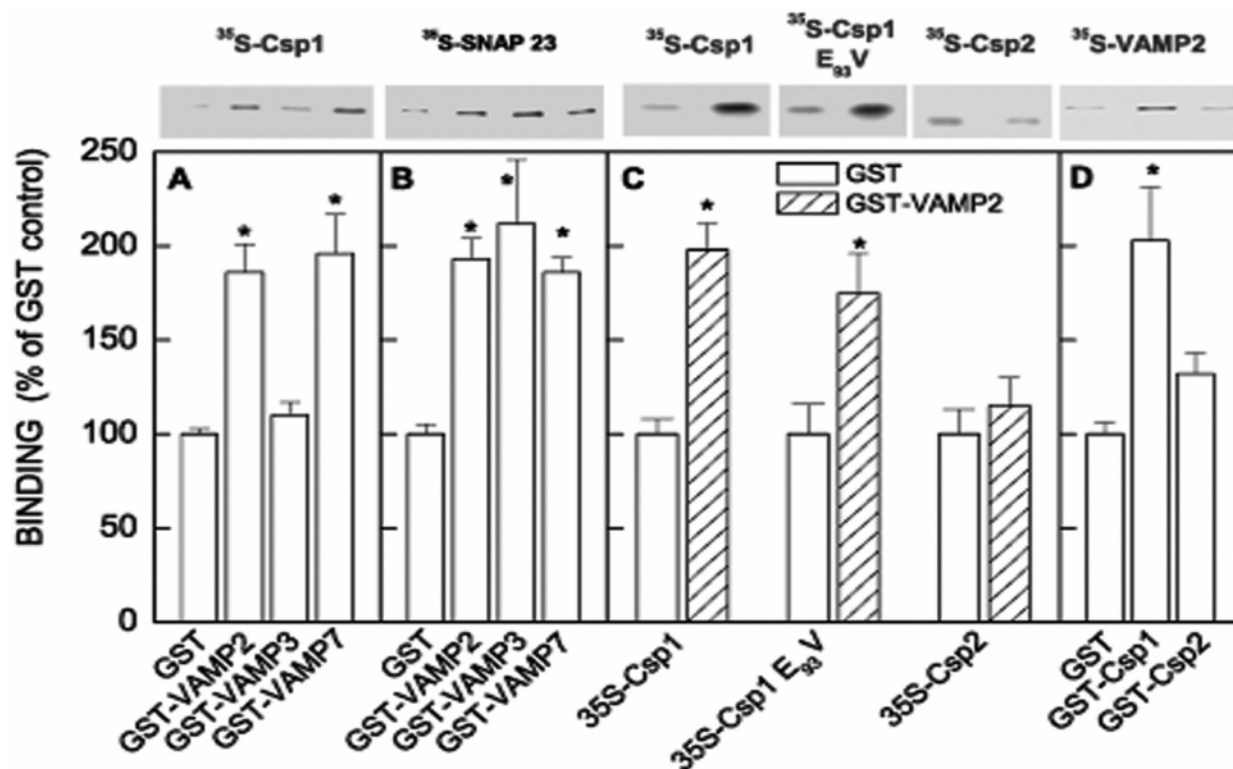 ³⁵S-Csp1
³⁵S-SNAP 23
³⁵S-Csp1
³⁵S-Csp1
E₉₃V
³⁵S-Csp2
³⁵S-VAMP2
BINDING (% of GST control)
250
200
150
100
50
0
A
B
C
D
GST
GST-VAMP2
*
*
*
*
*
*
*
*
GST
GST-VAMP2
GST-VAMP3
GST-VAMP7
GST
GST-VAMP2
GST-VAMP3
GST-VAMP7
35S-Csp1
35S-Csp1 E₉₃V
35S-Csp2
GST
GST-Csp1
GST-Csp2